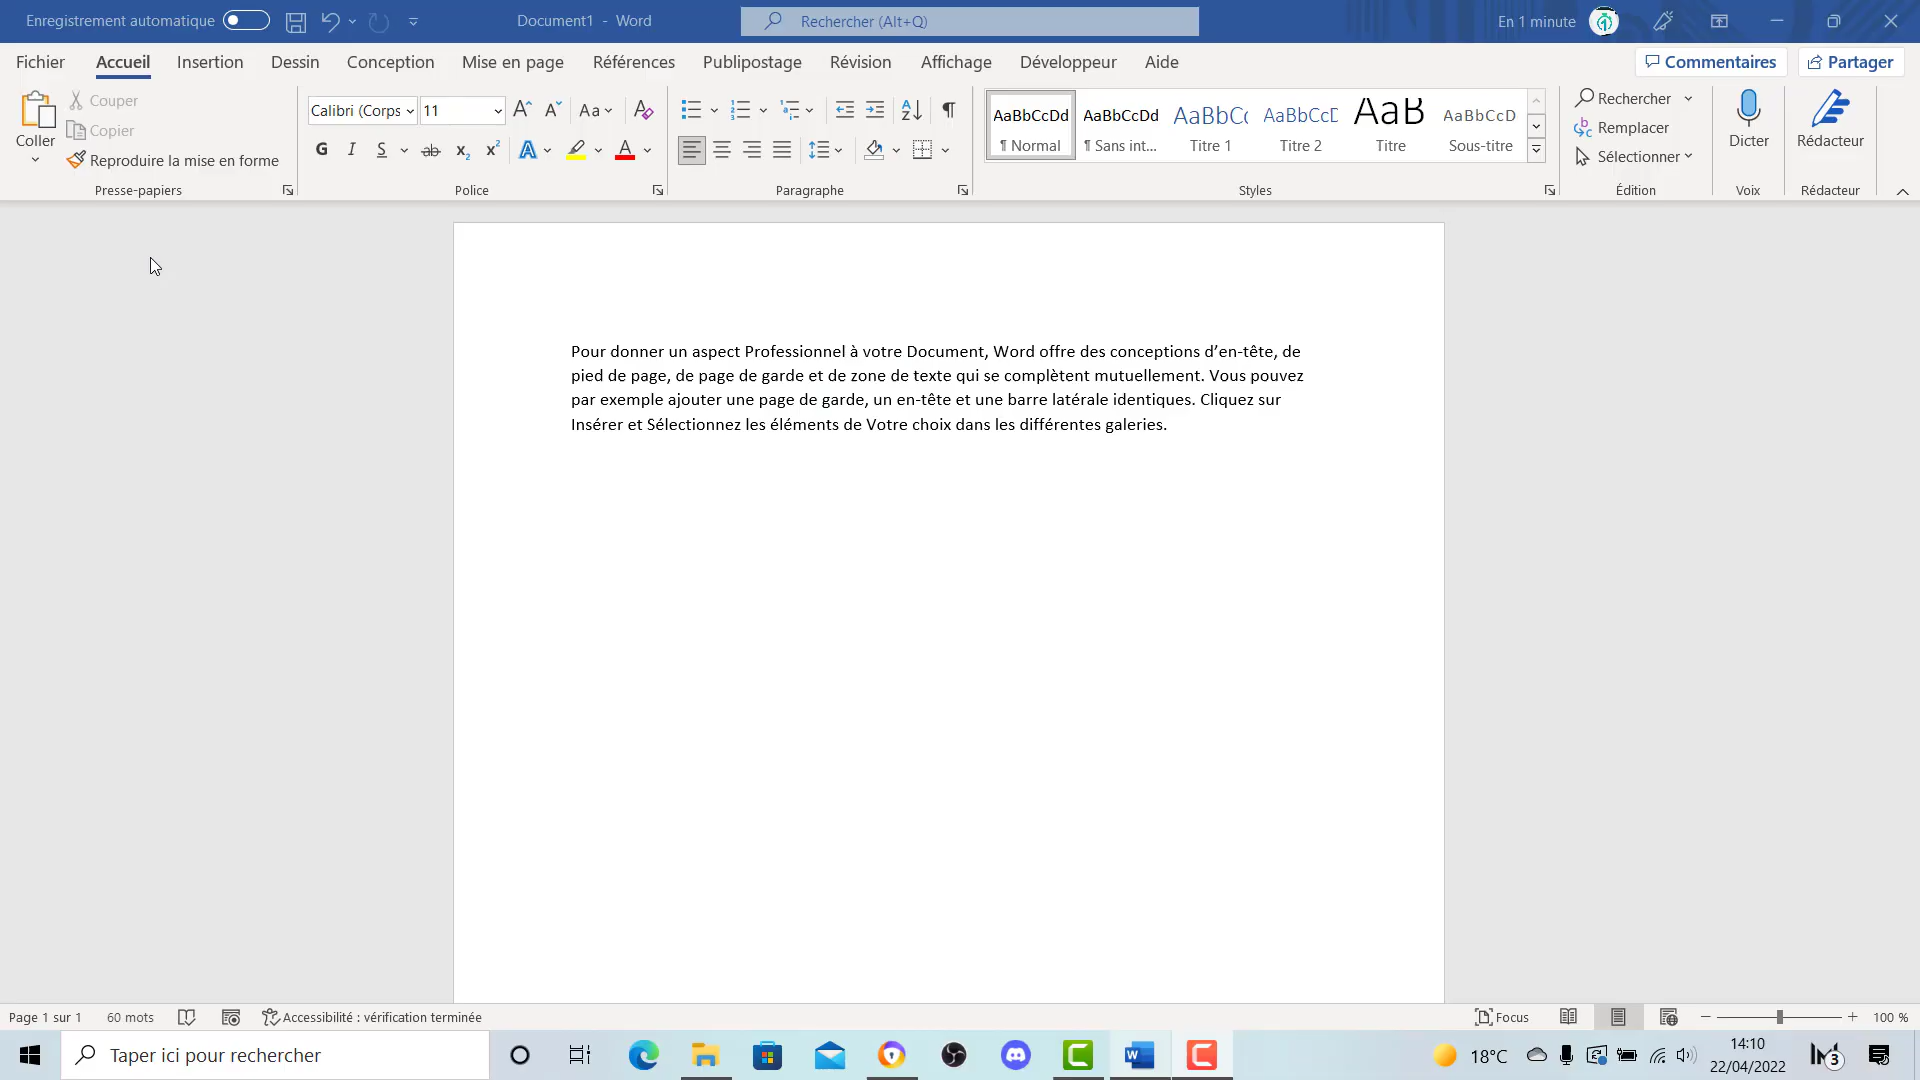 Enregistrement automatique
Document1 - Word
Rechercher (Alt+Q)
En 1 minute
Fichier Accueil Insertion Dessin Conception Mise en page Références Publipostage Révision Affichage Développeur Aide
Commentaires Partager
Coller
Couper
Copier
Reproduire la mise en forme
Presse-papiers
Calibri (Corps 11
Aa
G I S ab x₂ x² A A
Police
Paragraphe
AaBbCcDd AaBbCcDd AaBbCc AaBbCcD AaB AaBbCcD
¶ Normal ¶ Sans int... Titre 1 Titre 2 Titre Sous-titre
Styles
Rechercher
Remplacer
Sélectionner
Édition
Dicter
Voix
Rédacteur
Rédacteur
Pour donner un aspect Professionnel à votre Document, Word offre des conceptions d’en-tête, de
pied de page, de page de garde et de zone de texte qui se complètent mutuellement. Vous pouvez
par exemple ajouter une page de garde, un en-tête et une barre latérale identiques. Cliquez sur
Insérer et Sélectionnez les éléments de Votre choix dans les différentes galeries.
Page 1 sur 1 60 mots Accessibilité : vérification terminée
Focus 100 %
Taper ici pour rechercher
18°C
14:10
22/04/2022
3